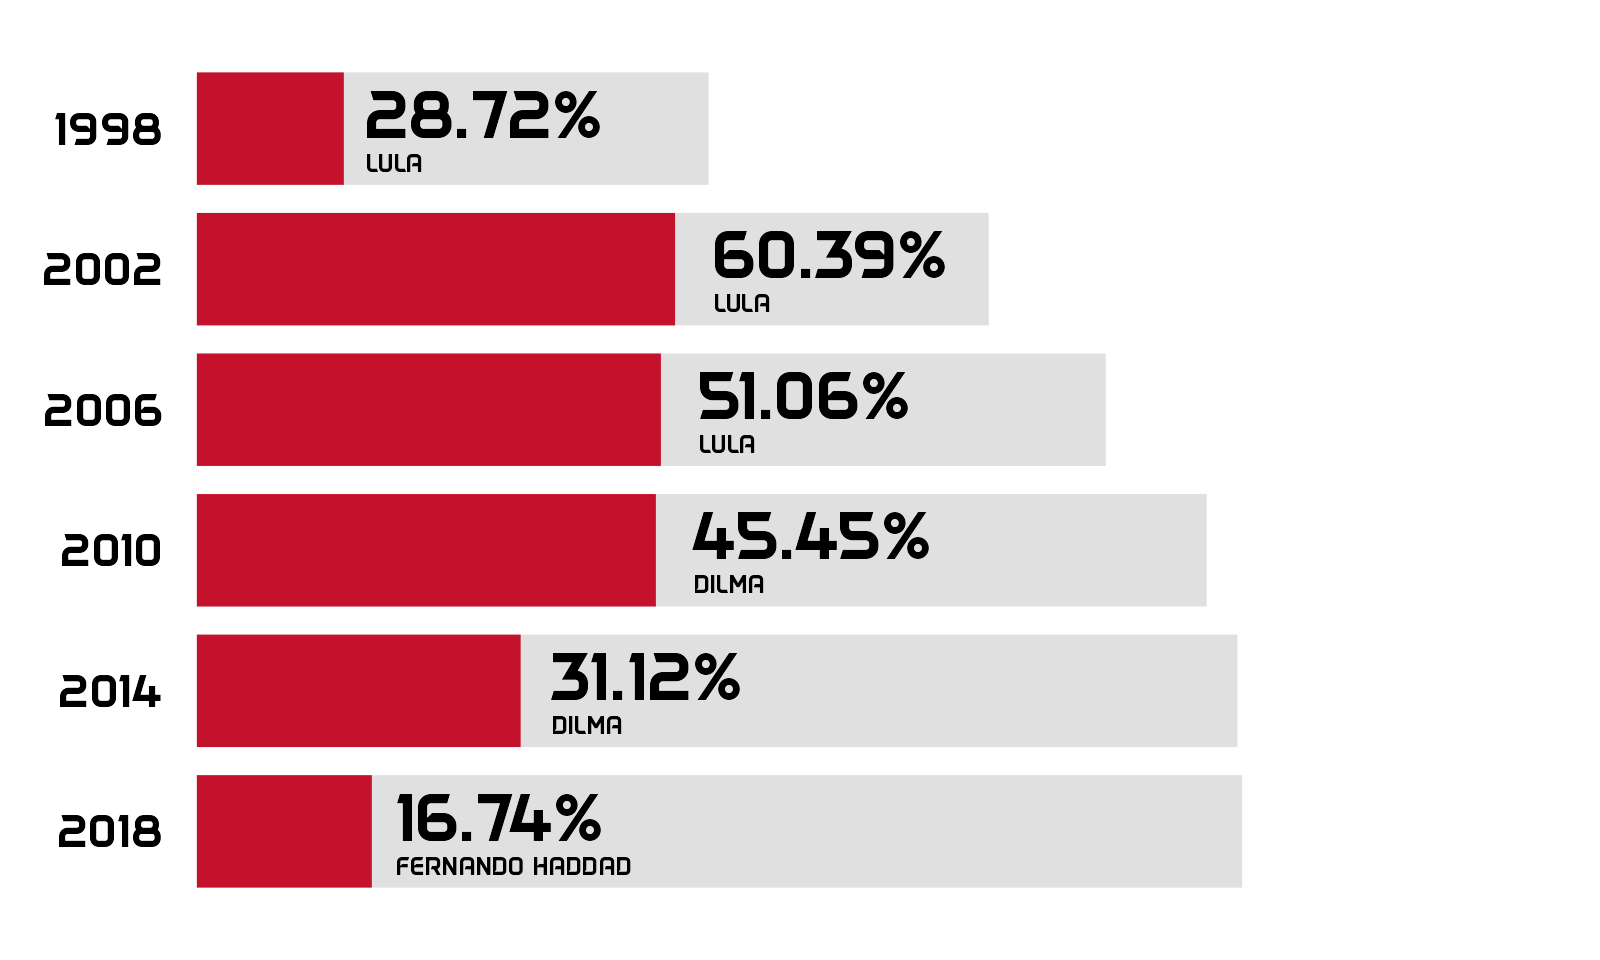 1998
28.72%
LULA
2002
60.39%
LULA
2006
51.06%
LULA
2010
45.45%
DILMA
2014
31.12%
DILMA
2018
16.74%
FERNANDO HADDAD